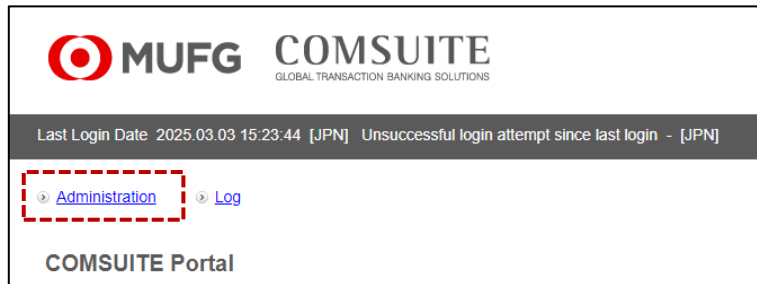 MUFG COMSUITE
GLOBAL TRANSACTION BANKING SOLUTIONS
Last Login Date 2025.03.03 15:23:44 [JPN] Unsuccessful login attempt since last login - [JPN]
Administration Log
COMSUITE Portal